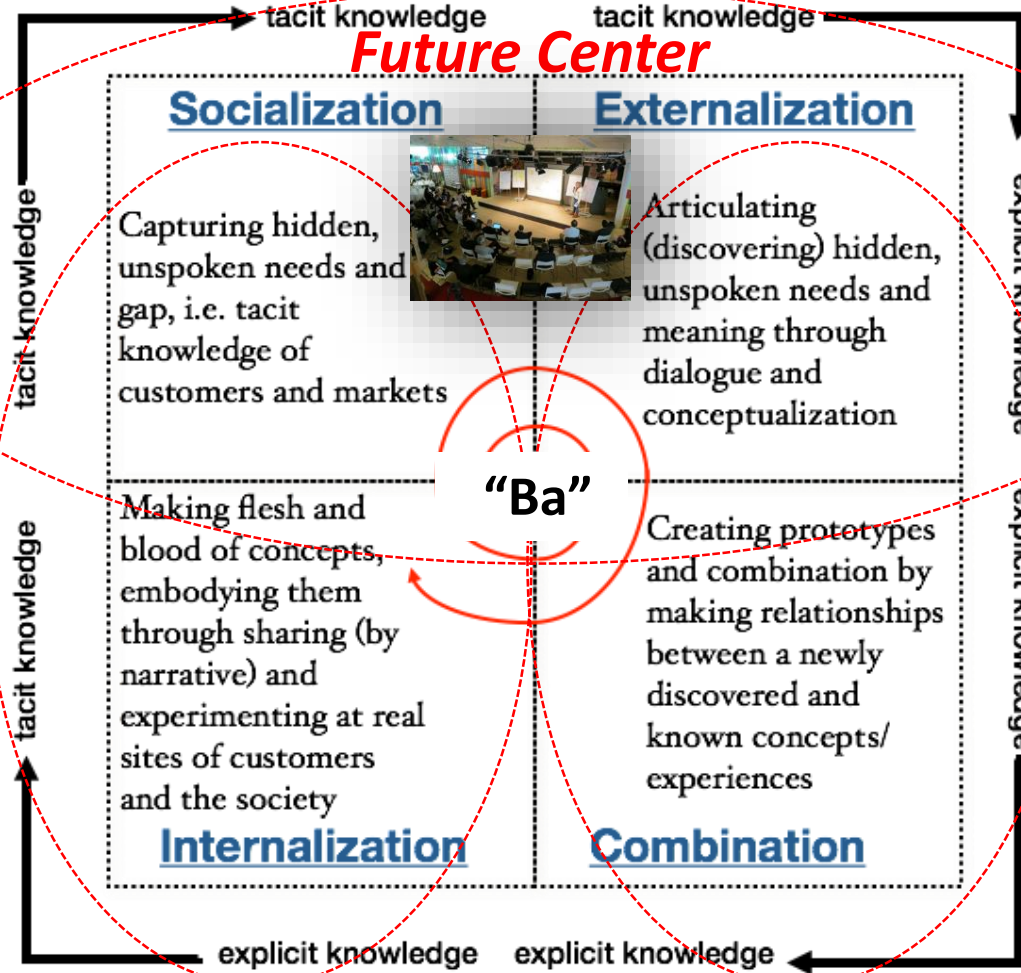 tacit knowledge
tacit knowledge
Future Center
Socialization
Externalization
tacit knowledge
explicit knowledge
Capturing hidden,
unspoken needs and
gap, i.e. tacit
knowledge of
customers and markets
Articulating
(discovering) hidden,
unspoken needs and
meaning through
dialogue and
conceptualization
“Ba”
tacit knowledge
explicit knowledge
Making flesh and
blood of concepts,
embodying them
through sharing (by
narrative) and
experimenting at real
sites of customers
and the society
Creating prototypes
and combination by
making relationships
between a newly
discovered and
known concepts/
experiences
Internalization
Combination
explicit knowledge
explicit knowledge